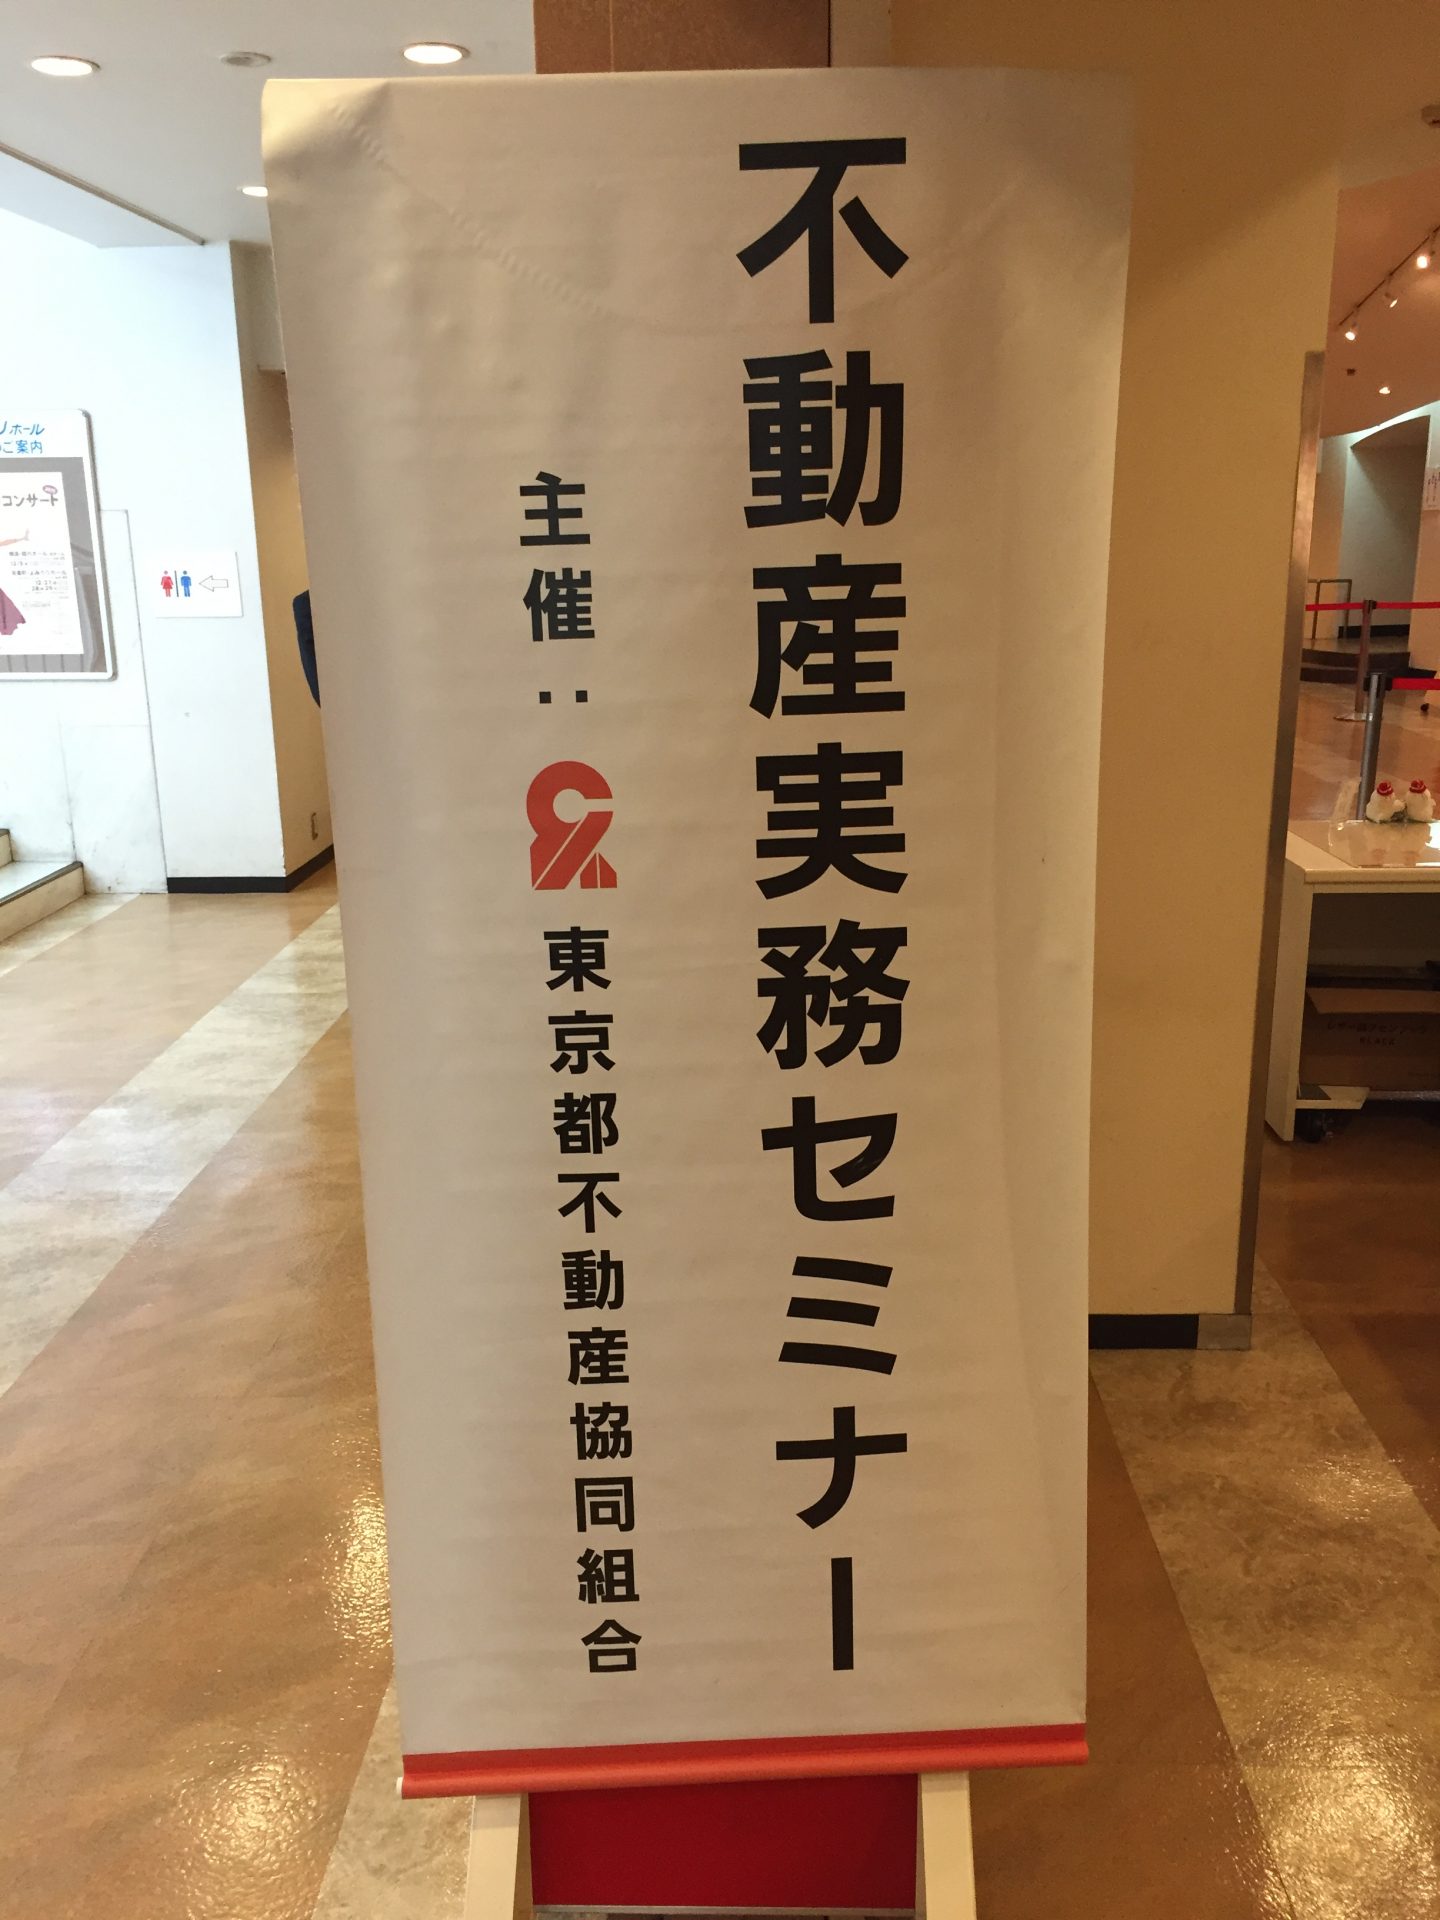 不動産実務セミナー
主催：東京都不動産協同組合
ホール
ご案内
コンサート